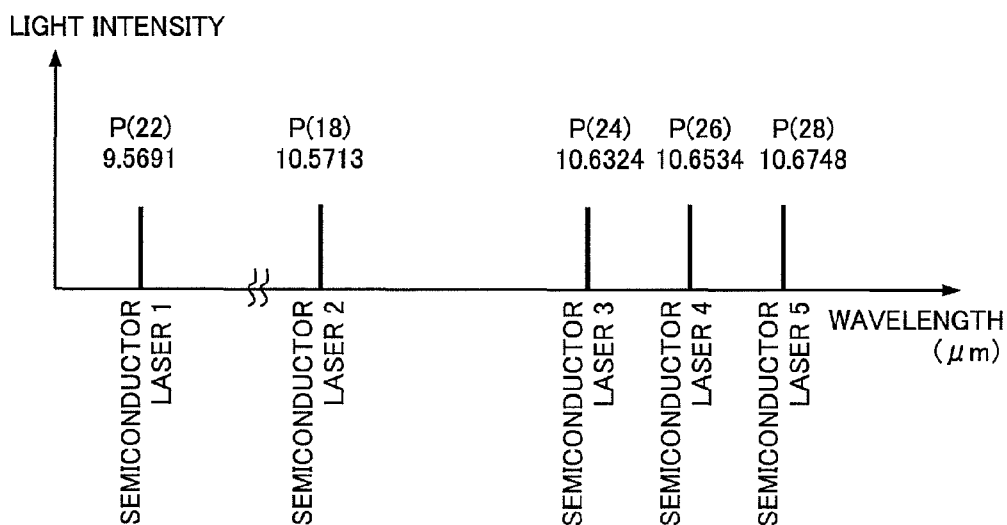 LIGHT INTENSITY
P(22)
9.5691
P(18)
10.5713
P(24)
10.6324
P(26)
10.6534
P(28)
10.6748
SEMICONDUCTOR
LASER 1
SEMICONDUCTOR
LASER 2
SEMICONDUCTOR
LASER 3
SEMICONDUCTOR
LASER 4
SEMICONDUCTOR
LASER 5
WAVELENGTH
(μm)